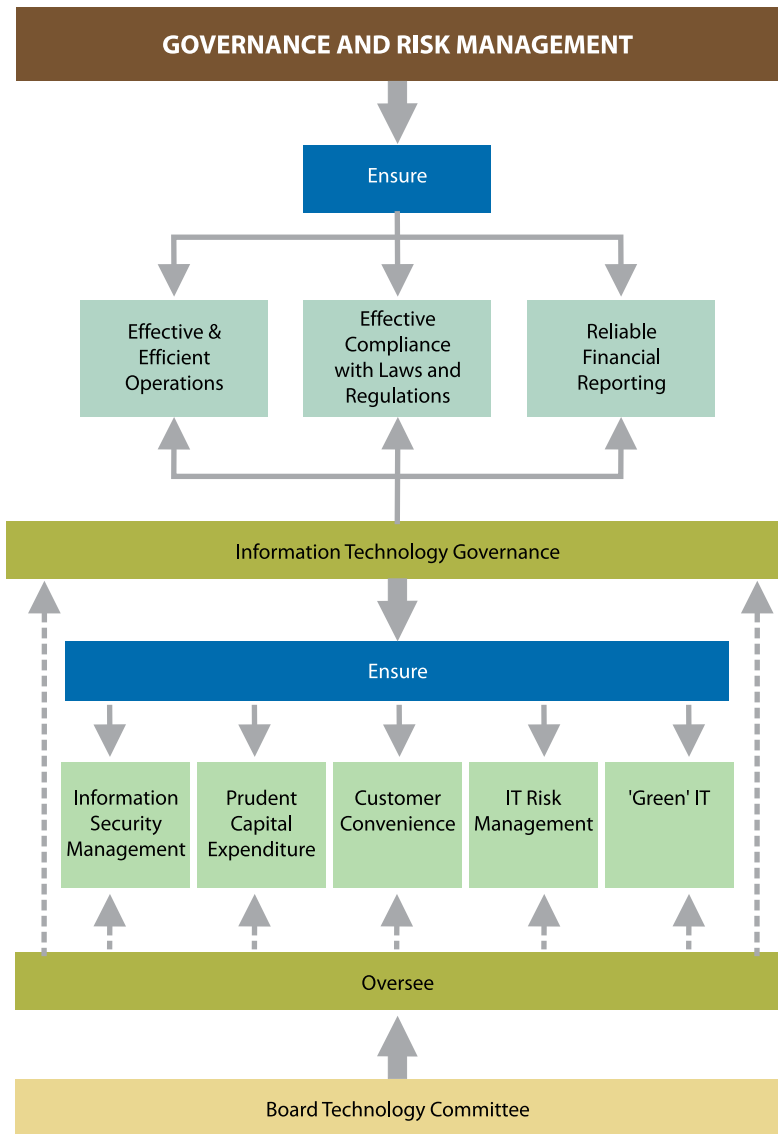 GOVERNANCE AND RISK MANAGEMENT
Ensure
Effective &
Efficient
Operations
Effective
Compliance
with Laws and
Regulations
Reliable
Financial
Reporting
Information Technology Governance
Ensure
Information
Security
Management
Prudent
Capital
Expenditure
Customer
Convenience
IT Risk
Management
'Green' IT
Oversee
Board Technology Committee